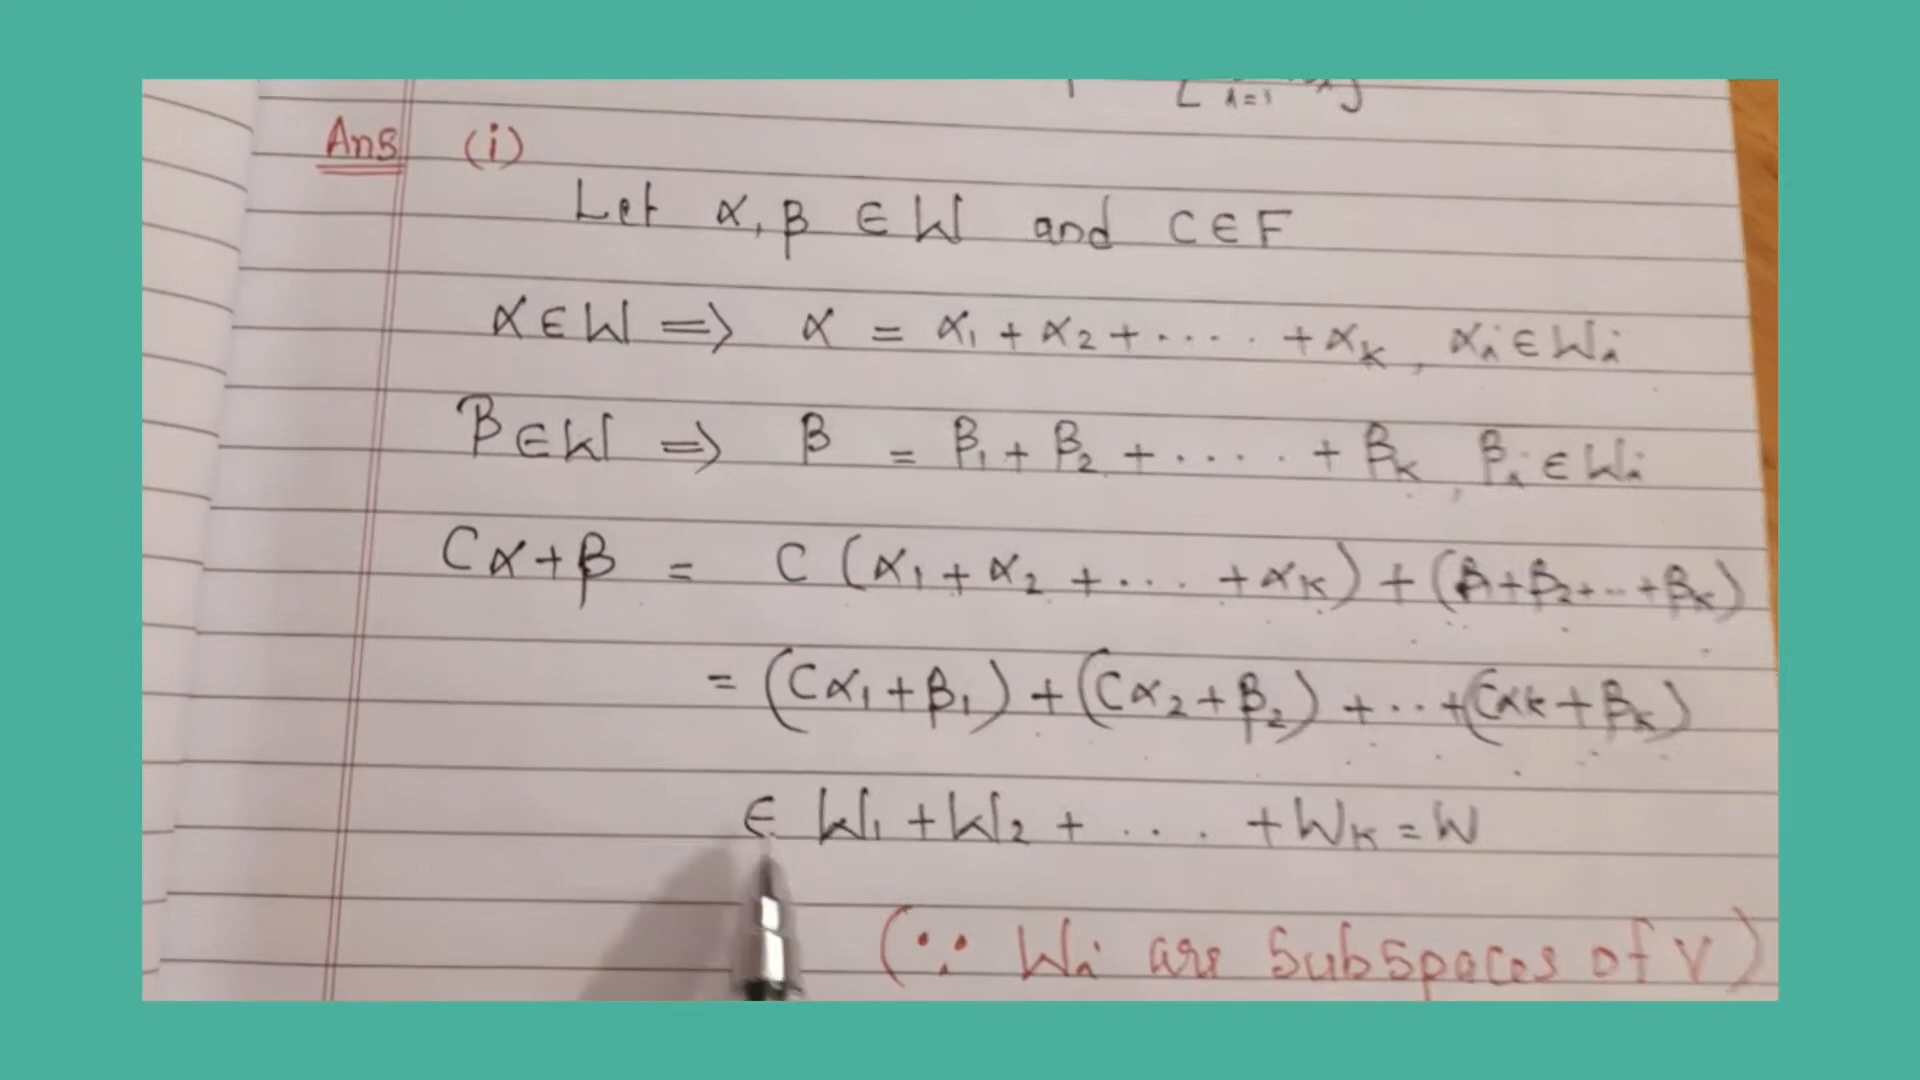 i=1
Ans (i)
Let α, β ∈ W and C ∈ F
α ∈ W ⇒ α = α₁ + α₂ + ..... + αₖ, αᵢ ∈ Wᵢ
β ∈ W ⇒ β = β₁ + β₂ + ..... + βₖ, βᵢ ∈ Wᵢ
Cα + β = C (α₁ + α₂ + .... + αₖ) + (β₁ + β₂ + ... + βₖ)
= (Cα₁ + β₁) + (Cα₂ + β₂) + ... + (Cαₖ + βₖ)
∈ W₁ + W₂ + .... + Wₖ = W
(∵ Wᵢ are Subspaces of V)